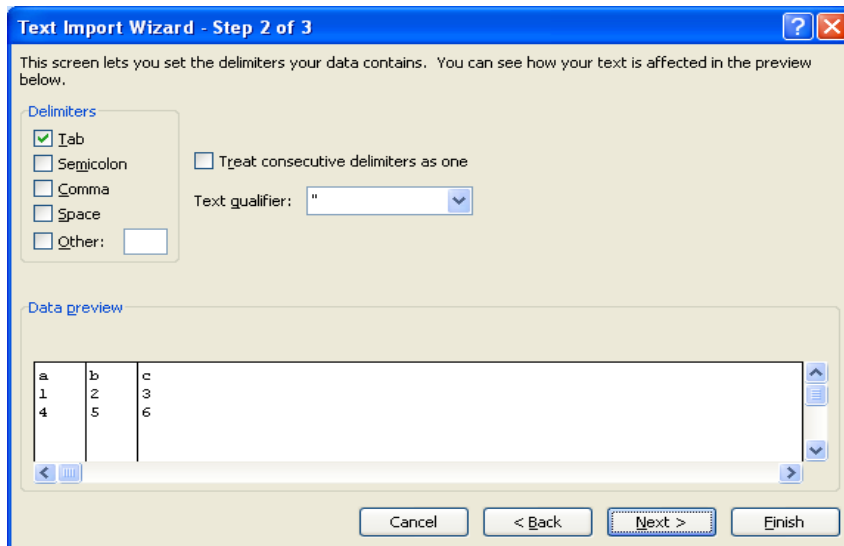 Text Import Wizard - Step 2 of 3
This screen lets you set the delimiters your data contains. You can see how your text is affected in the preview
below.
Delimiters
Tab
Semicolon
Comma
Space
Other:
Treat consecutive delimiters as one
Text qualifier: "
Data preview
a b c
1 2 3
4 5 6
Cancel < Back Next > Finish